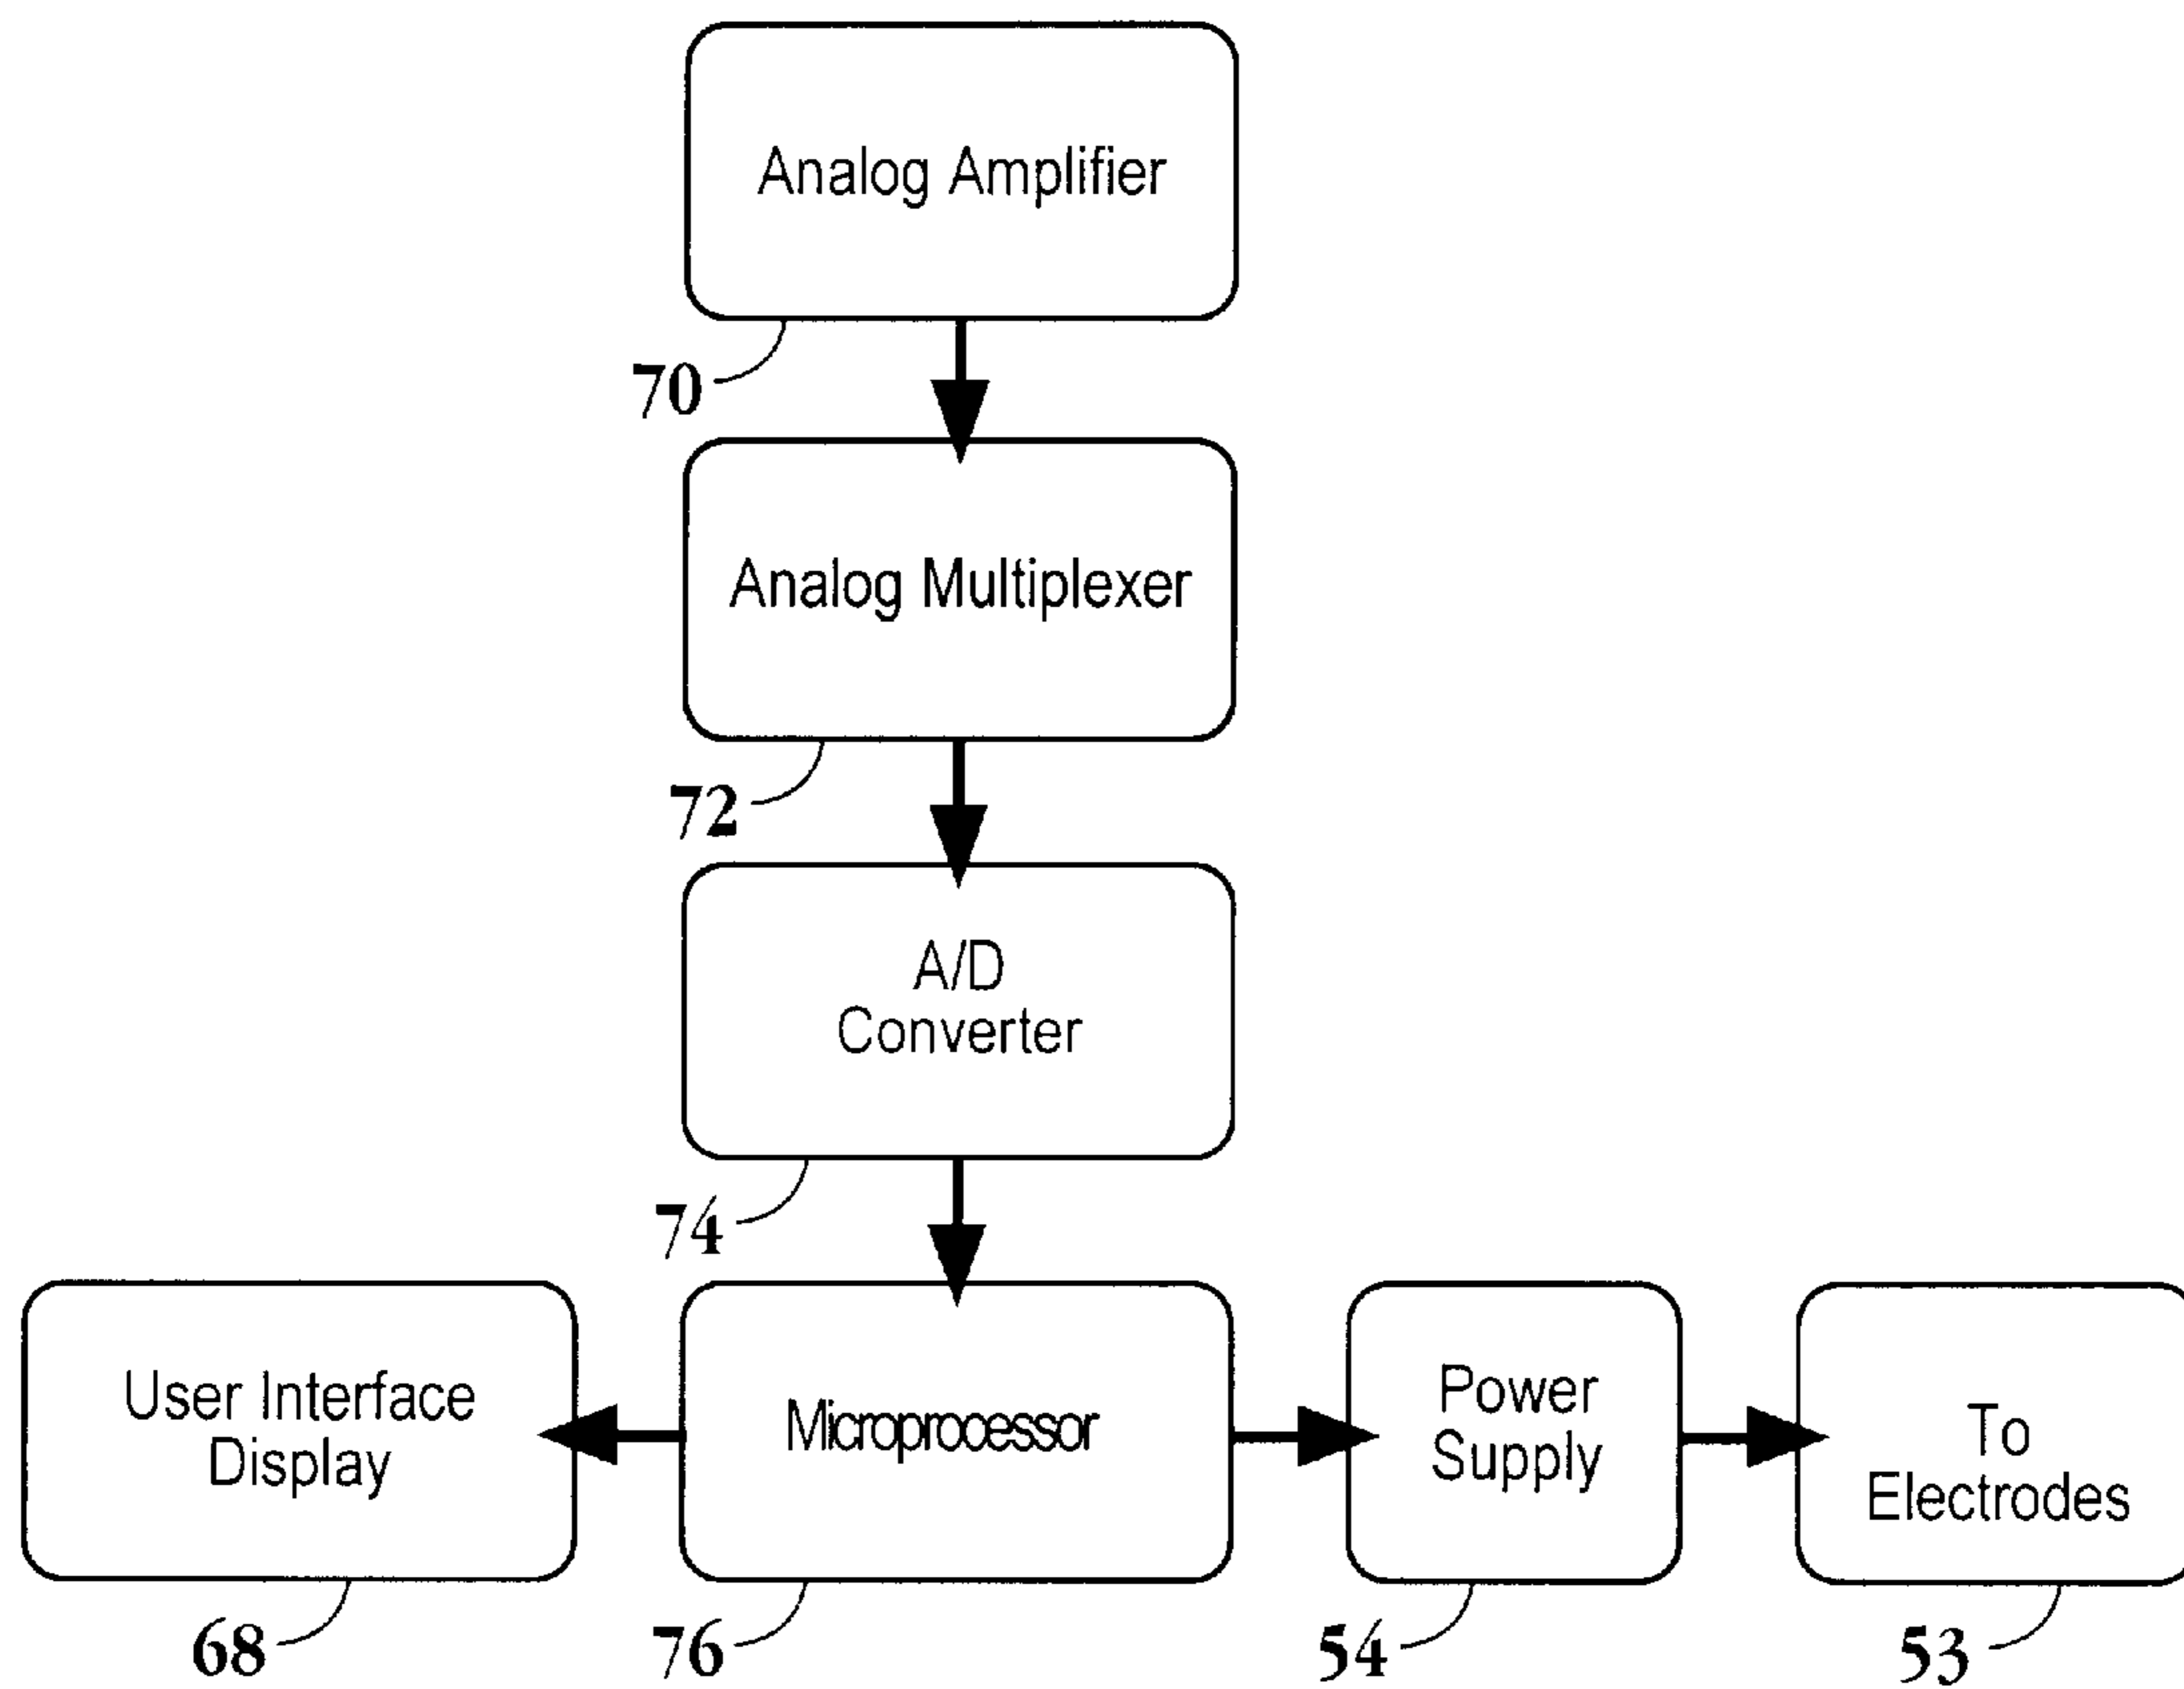 Analog Amplifier
70
Analog Multiplexer
72
A/D
Converter
74
User Interface
Display
68
Microprocessor
76
Power
Supply
54
To
Electrodes
53